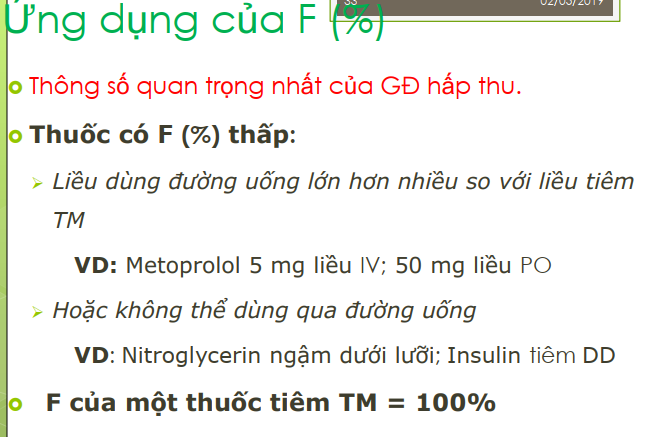 33
02/03/2019
Ứng dụng của F (%)
Thông số quan trọng nhất của GĐ hấp thu.
Thuốc có F (%) thấp:
Liều dùng đường uống lớn hơn nhiều so với liều tiêm
TM
VD: Metoprolol 5 mg liều IV; 50 mg liều PO
Hoặc không thể dùng qua đường uống
VD: Nitroglycerin ngậm dưới lưỡi; Insulin tiêm DD
F của một thuốc tiêm TM = 100%